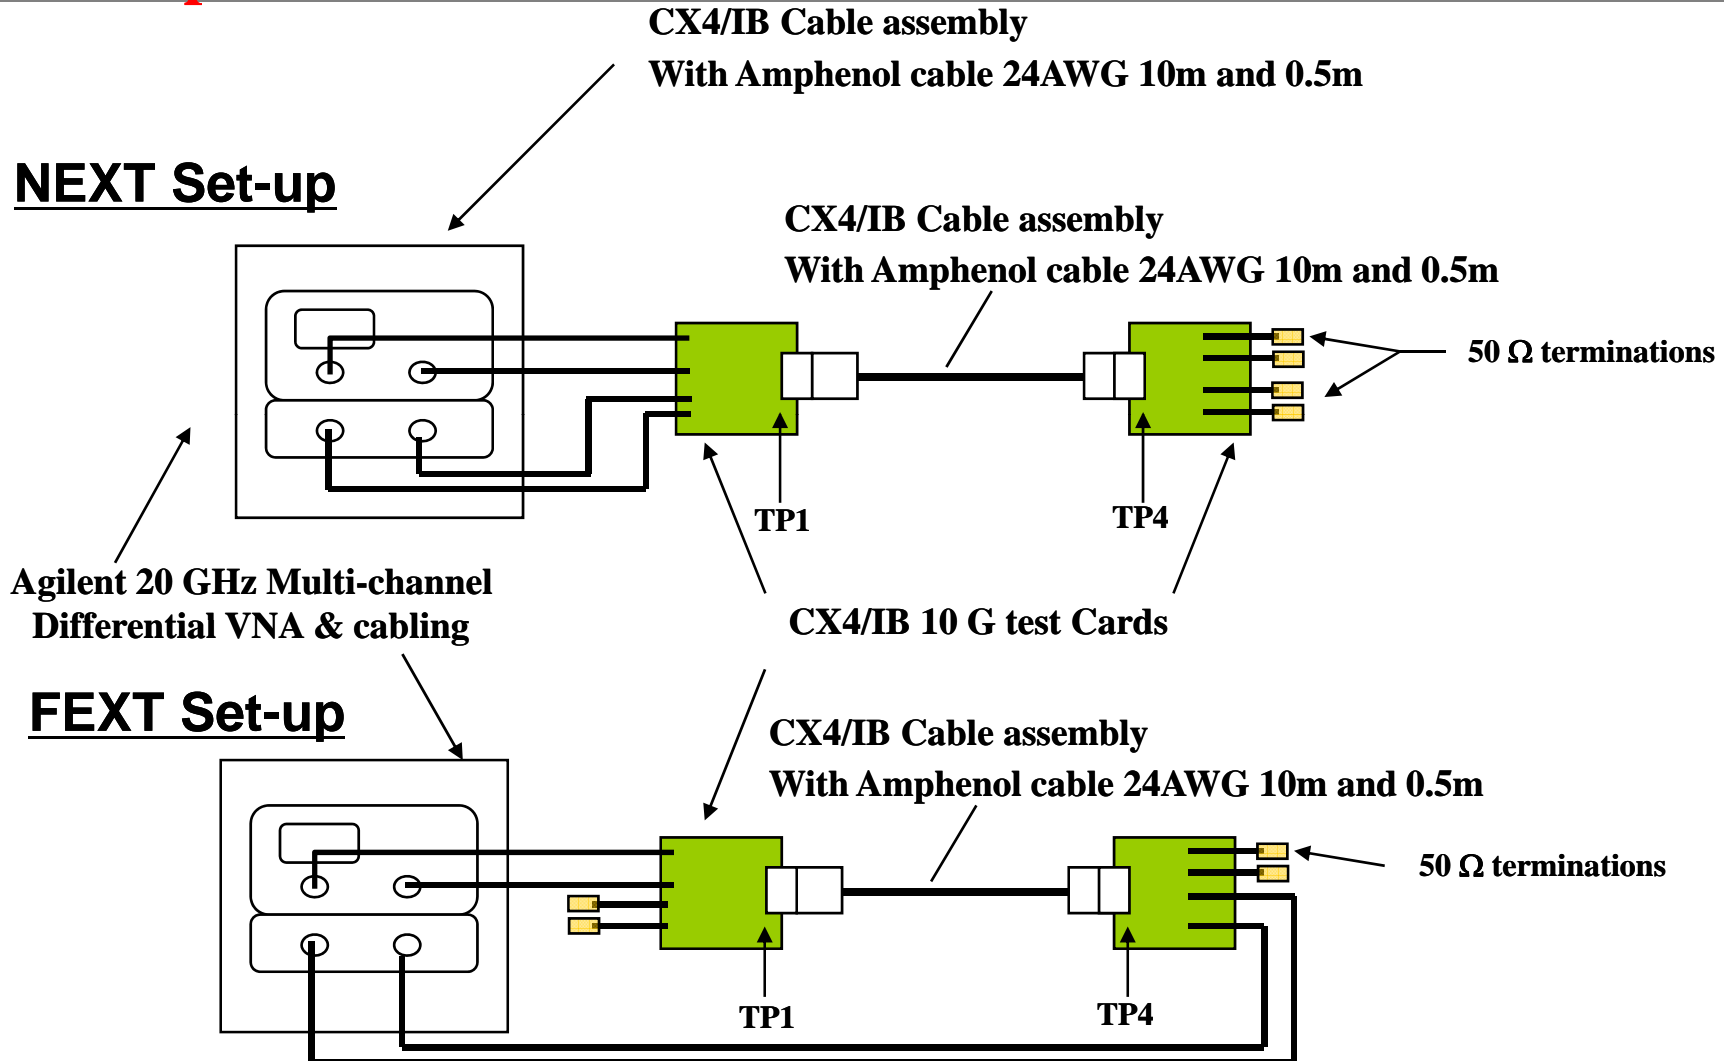 CX4/IB Cable assembly
With Amphenol cable 24AWG 10m and 0.5m
NEXT Set-up
CX4/IB Cable assembly
With Amphenol cable 24AWG 10m and 0.5m
50 Ω terminations
TP1
TP4
Agilent 20 GHz Multi-channel
Differential VNA & cabling
CX4/IB 10 G test Cards
FEXT Set-up
CX4/IB Cable assembly
With Amphenol cable 24AWG 10m and 0.5m
50 Ω terminations
TP1
TP4